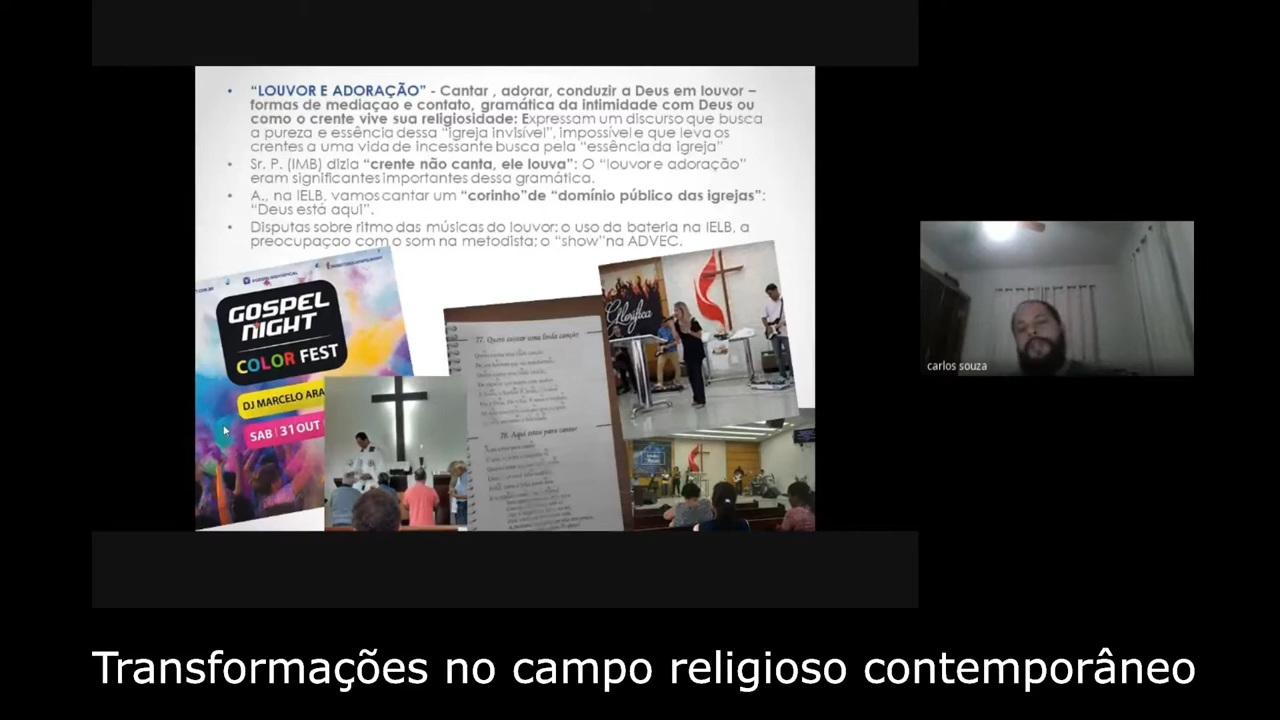 • “LOUVOR E ADORAÇÃO” - Cantar , adorar, conduzir a Deus em louvor –
formas de mediação e contato, gramática da intimidade com Deus ou
como o crente vive sua religiosidade: Expressam um discurso que busca
a pureza e essência dessa “igreja invisível”, impossível e que leva os
crentes a uma vida de incessante busca pela “essência da igreja”
• Sr. P. (IMB) dizia “crente não canta, ele louva”: O “louvor e adoração”
eram significantes importantes dessa gramática.
• A., na IELB, vamos cantar um “corinho”de “domínio público das igrejas”:
“Deus está aqui”.
• Disputas sobre ritmo das músicas do louvor: o uso da bateria na IELB, a
preocupaçao com o som na metodista; o “show”na ADVEC.
GOSPEL
NIGHT
COLOR FEST
DJ MARCELO ARA
SAB | 31 OUT
77. Quero cantar uma linda canção
78. Aqui estou para cantar
Glorifica
carlos souza
Transformações no campo religioso contemporâneo